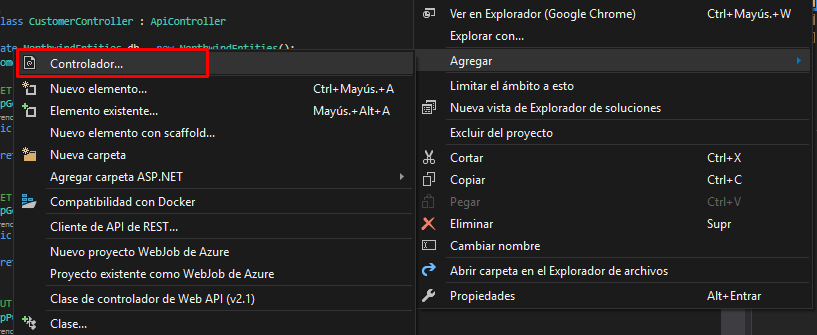 lass CustomerController : ApiController
Ver en Explorador (Google Chrome) Ctrl+Mayús.+W
Explorar con...
ate NorthwindEntities db = new NorthwindEntities();
Agregar
Controlador...
Limitar el ámbito a esto
Nuevo elemento... Ctrl+Mayús.+A
Nueva vista de Explorador de soluciones
Elemento existente... Mayús.+Alt+A
Nuevo elemento con scaffold...
Excluir del proyecto
Nueva carpeta
Cortar Ctrl+X
Agregar carpeta ASP.NET
Copiar Ctrl+C
Compatibilidad con Docker
Pegar Ctrl+V
Cliente de API de REST...
Eliminar Supr
Nuevo proyecto WebJob de Azure
Cambiar nombre
Proyecto existente como WebJob de Azure
Abrir carpeta en el Explorador de archivos
Clase de controlador de Web API (v2.1)
Propiedades Alt+Entrar
Clase...